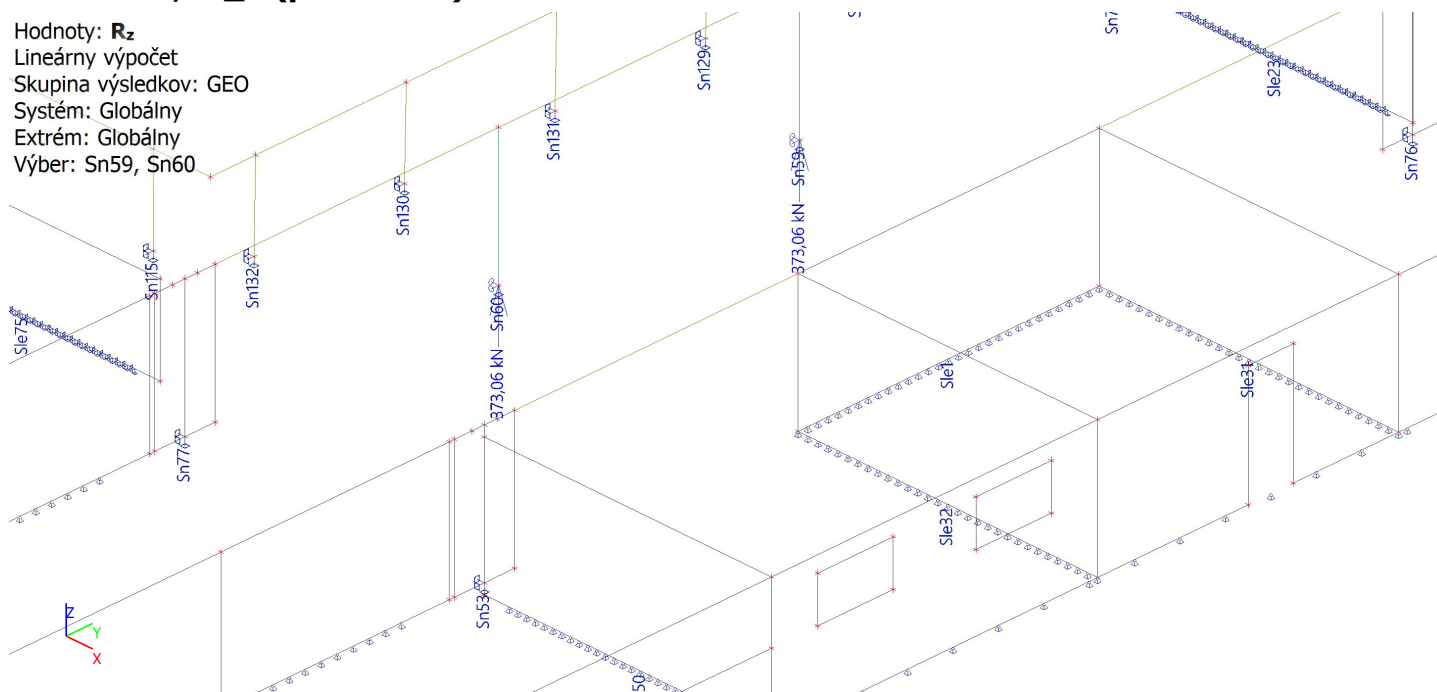 Hodnoty: Rz
Lineárny výpočet
Skupina výsledkov: GEO
Systém: Globálny
Extrém: Globálny
Výber: Sn59, Sn60
Sn129
Sle23
Sn131
Sn59
Sn76
Sn130
373,06 kN
Sn115
Sn132
Sn60
Sle75
373,06 kN
Sle1
Sle31
Sn77
Sle32
Sn53
50
Z
Y
X